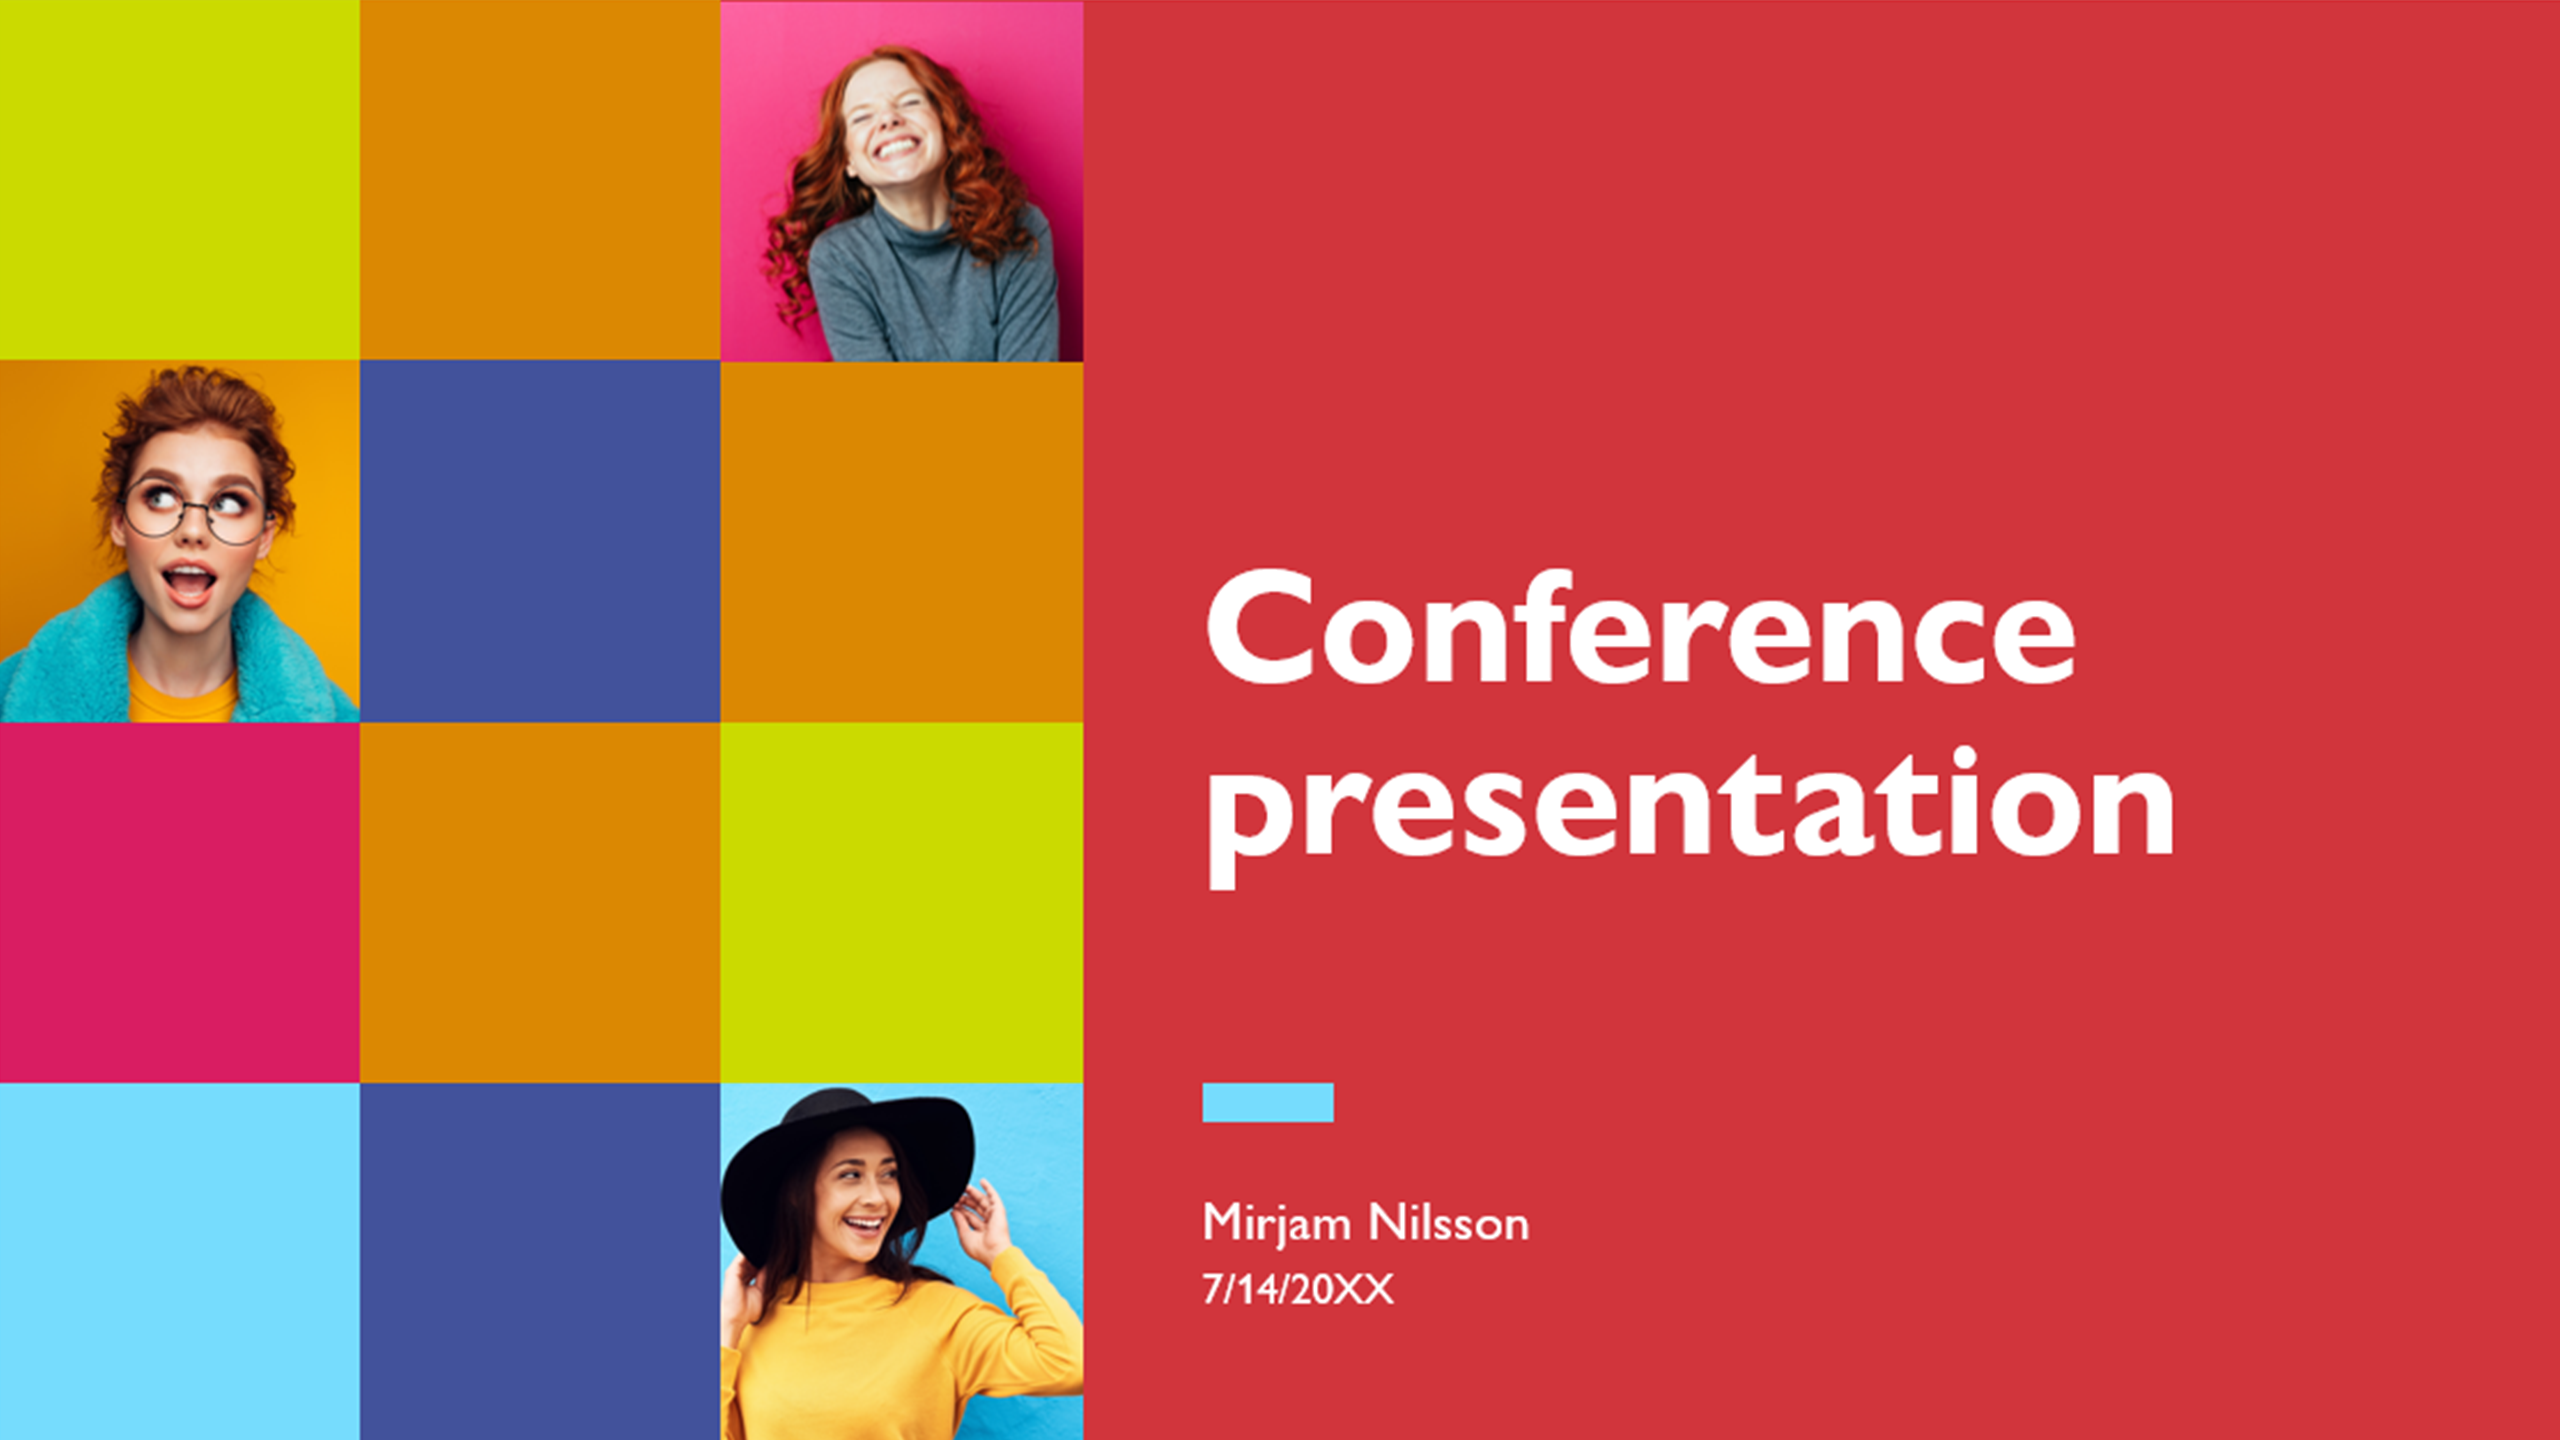 Conference
presentation
Mirjam Nilsson
7/14/20XX